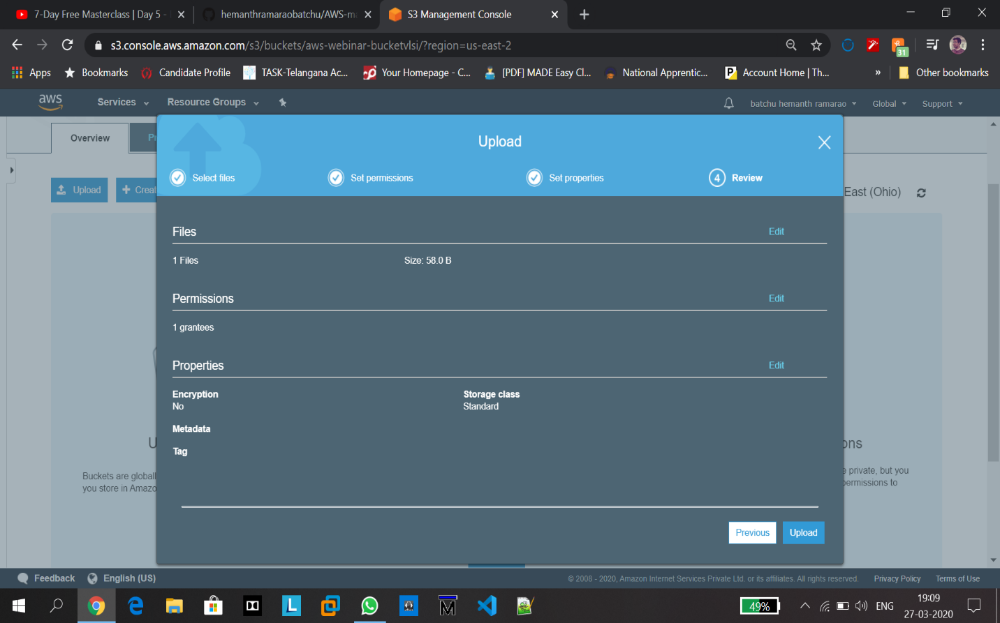 7-Day Free Masterclass | Day 5 -
hemanthramaraobatchu/AWS-ma
S3 Management Console
s3.console.aws.amazon.com/s3/buckets/aws-webinar-bucketvlsi/?region=us-east-2
31
Apps
Bookmarks
Candidate Profile
TASK-Telangana Ac...
Your Homepage - C...
[PDF] MADE Easy Cl...
National Apprentic...
Account Home | Th...
»
Other bookmarks
aws
Services
Resource Groups
batchu hemanth ramarao
Global
Support
Overview
Pr
Upload
Creat
East (Ohio)
Upload
Select files
Set permissions
Set properties
4 Review
Files
Edit
1 Files
Size: 58.0 B
Permissions
Edit
1 grantees
Properties
Edit
Encryption
No
Storage class
Standard
Metadata
Tag
U
ons
Buckets are globall
you store in Amazo
e private, but you
permissions to
Previous
Upload
Feedback
English (US)
© 2008 - 2020, Amazon Internet Services Private Ltd. or its affiliates. All rights reserved.
Privacy Policy
Terms of Use
L
M
49%
ENG
19:09
27-03-2020